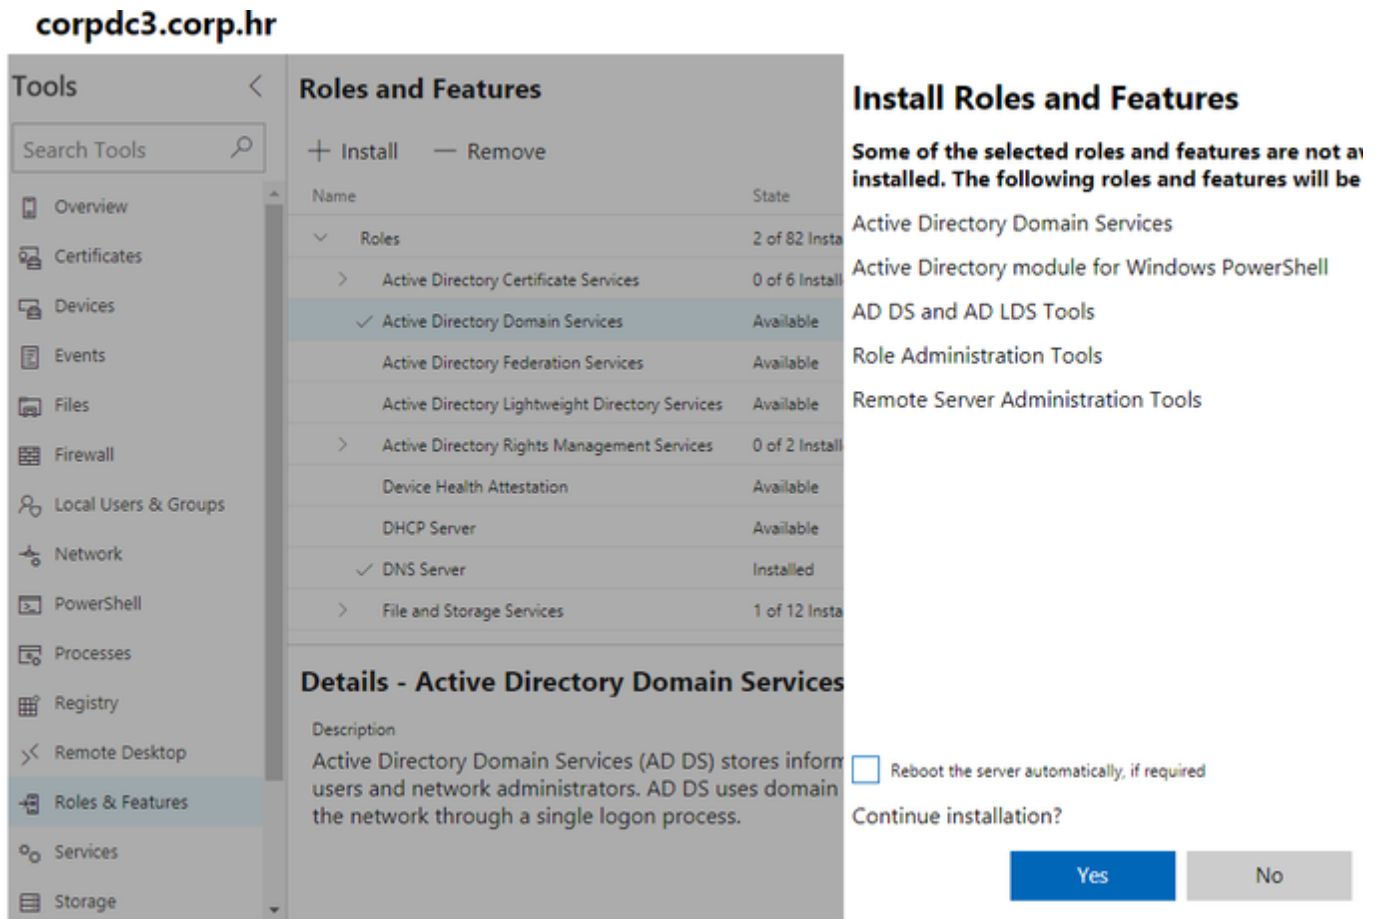 corpdc3.corp.hr
Tools
Search Tools
Overview
Certificates
Devices
Events
Files
Firewall
Local Users & Groups
Network
PowerShell
Processes
Registry
Remote Desktop
Roles & Features
Services
Storage
Roles and Features
Install Remove
Name State
Roles 2 of 82 Insta
Active Directory Certificate Services 0 of 6 Install
Active Directory Domain Services Available
Active Directory Federation Services Available
Active Directory Lightweight Directory Services Available
Active Directory Rights Management Services 0 of 2 Install
Device Health Attestation Available
DHCP Server Available
DNS Server Installed
File and Storage Services 1 of 12 Insta
Details - Active Directory Domain Services
Description
Active Directory Domain Services (AD DS) stores inform
users and network administrators. AD DS uses domain
the network through a single logon process.
Install Roles and Features
Some of the selected roles and features are not av
installed. The following roles and features will be
Active Directory Domain Services
Active Directory module for Windows PowerShell
AD DS and AD LDS Tools
Role Administration Tools
Remote Server Administration Tools
Reboot the server automatically, if required
Continue installation?
Yes No